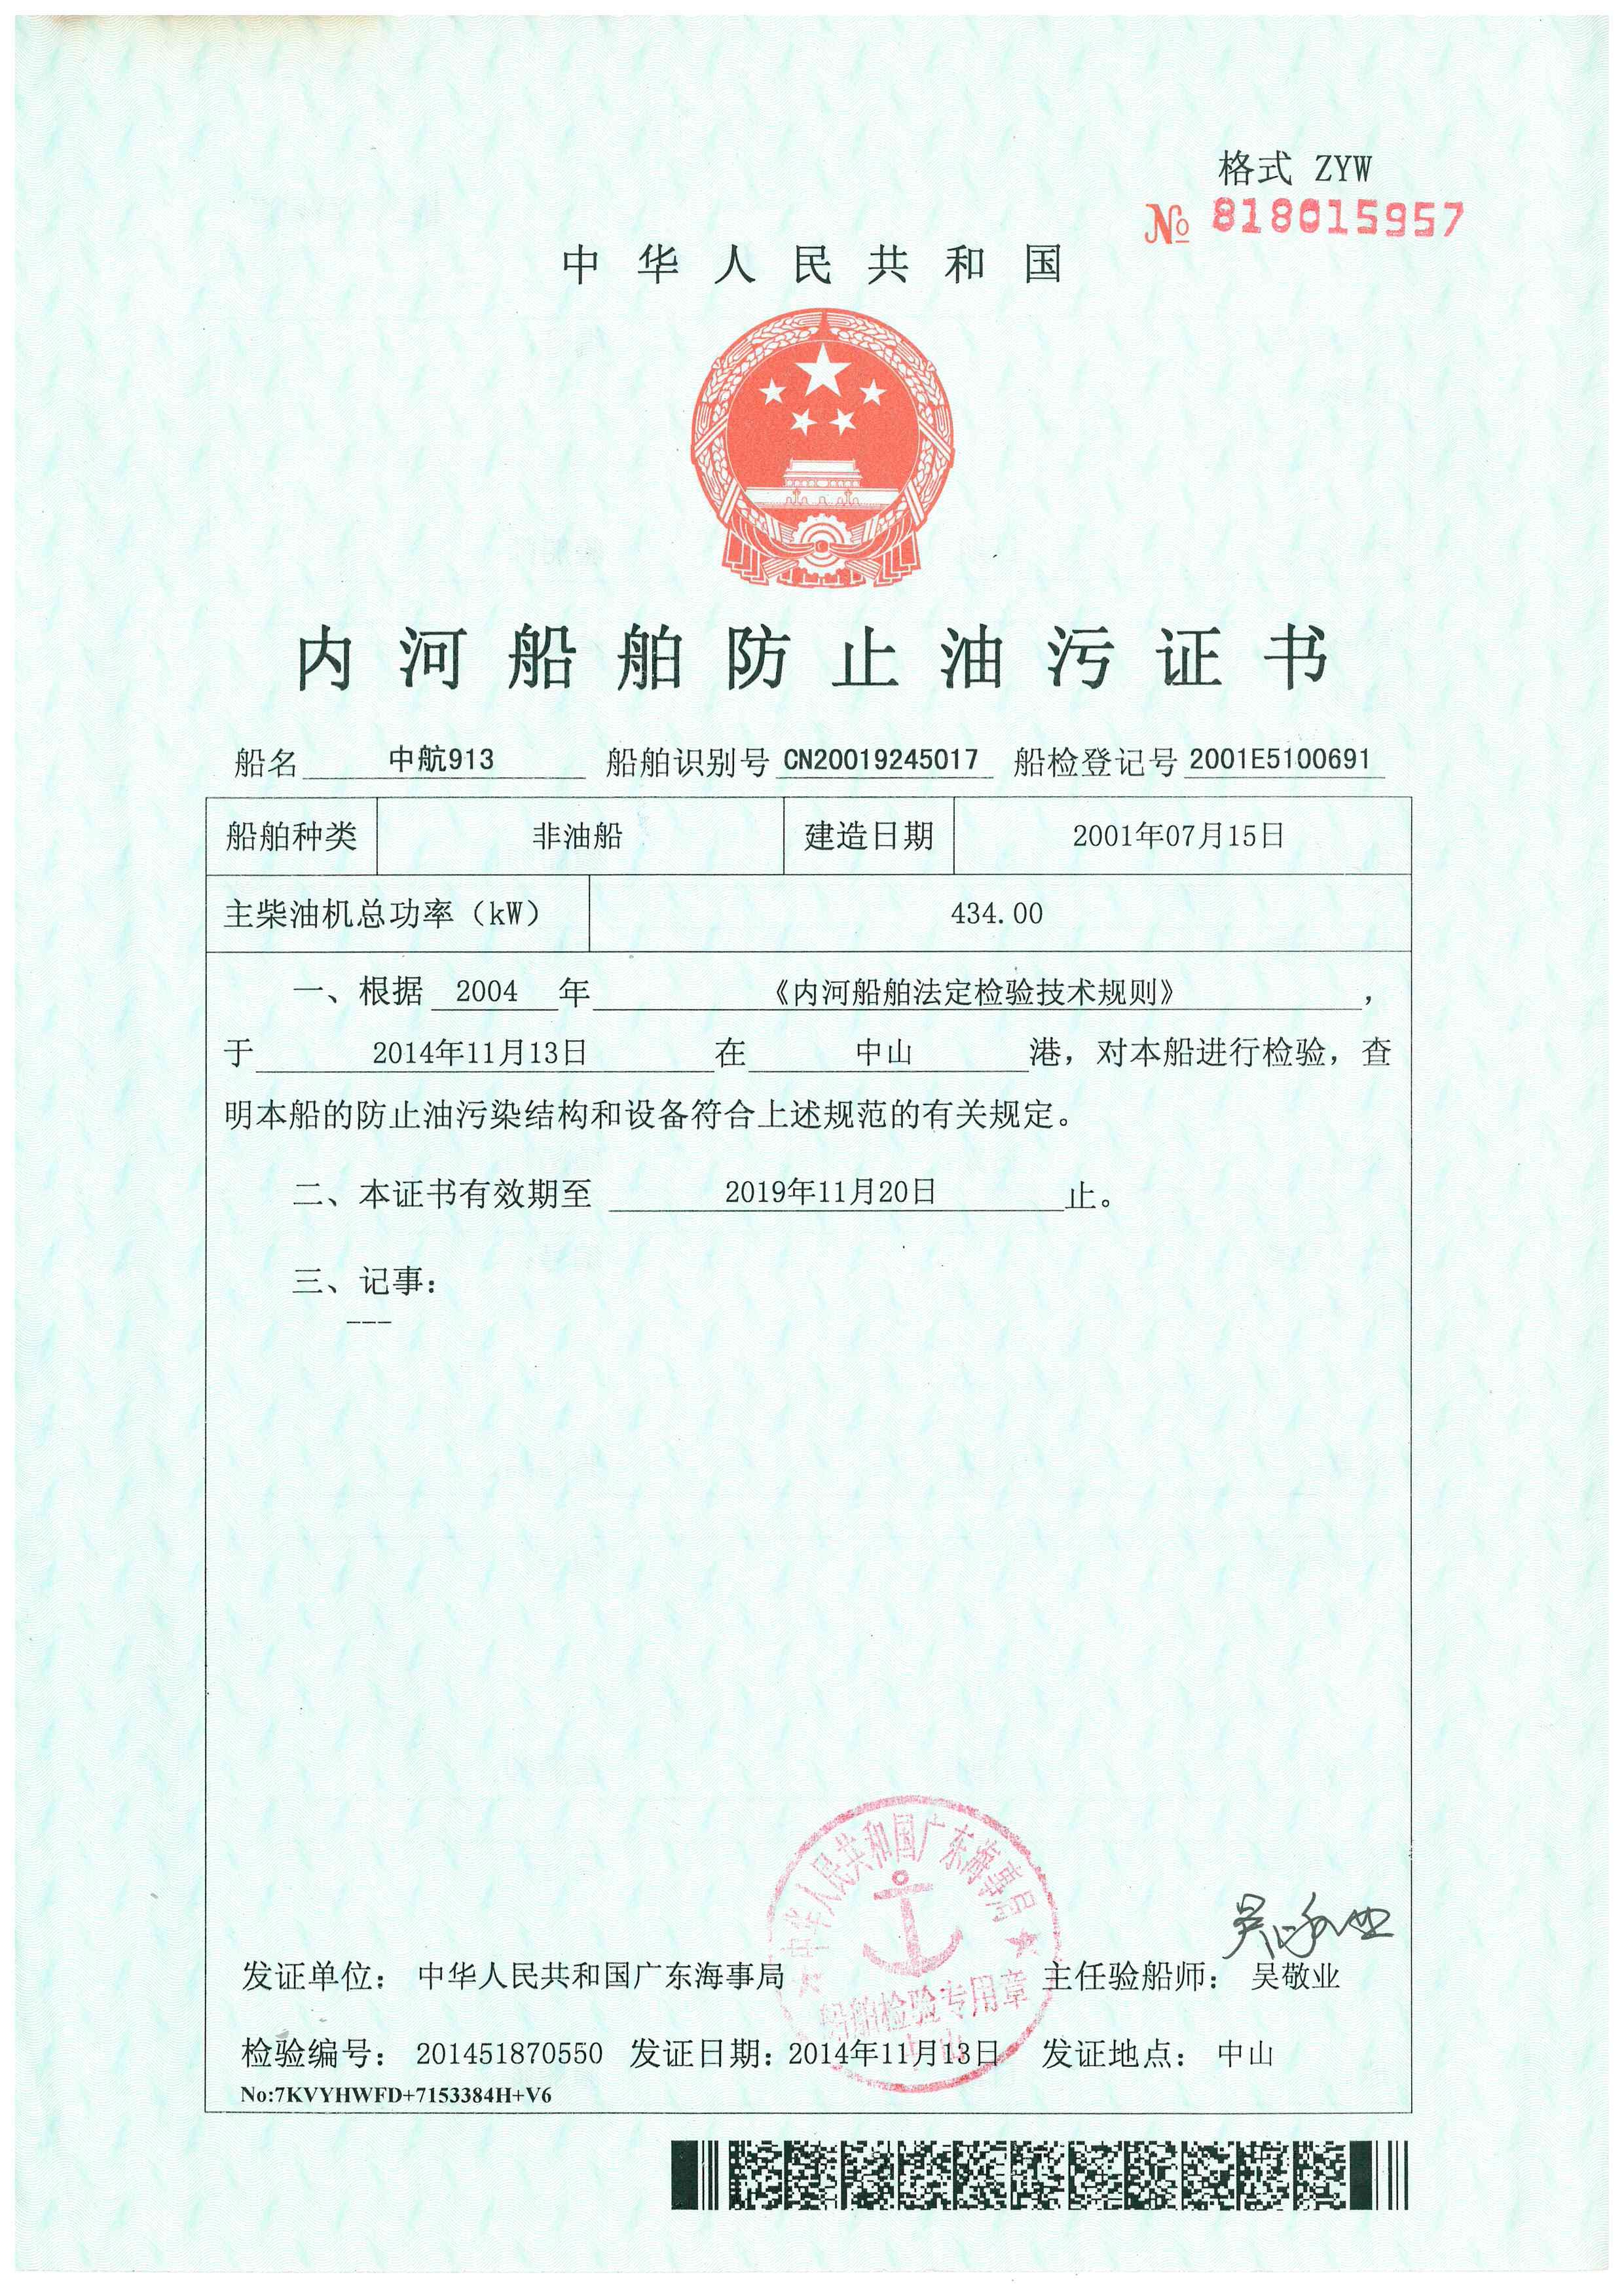 格式 ZYW
№ 818015957
中华人民共和国
内河船舶防止油污证书
船名 中航913 船舶识别号 CN20019245017 船检登记号 2001E5100691
船舶种类 非油船 建造日期 2001年07月15日
主柴油机总功率（kW） 434.00
一、根据 2004 年 《内河船舶法定检验技术规则》 ，
于 2014年11月13日 在 中山 港，对本船进行检验，查
明本船的防止油污染结构和设备符合上述规范的有关规定。
二、本证书有效期至 2019年11月20日 止。
三、记事：
---
中华人民共和国广东海事局
船舶检验专用章
中山
发证单位： 中华人民共和国广东海事局 主任验船师： 吴敬业
检验编号： 201451870550 发证日期：2014年11月13日 发证地点： 中山
No:7KVYHWFD+7153384H+V6